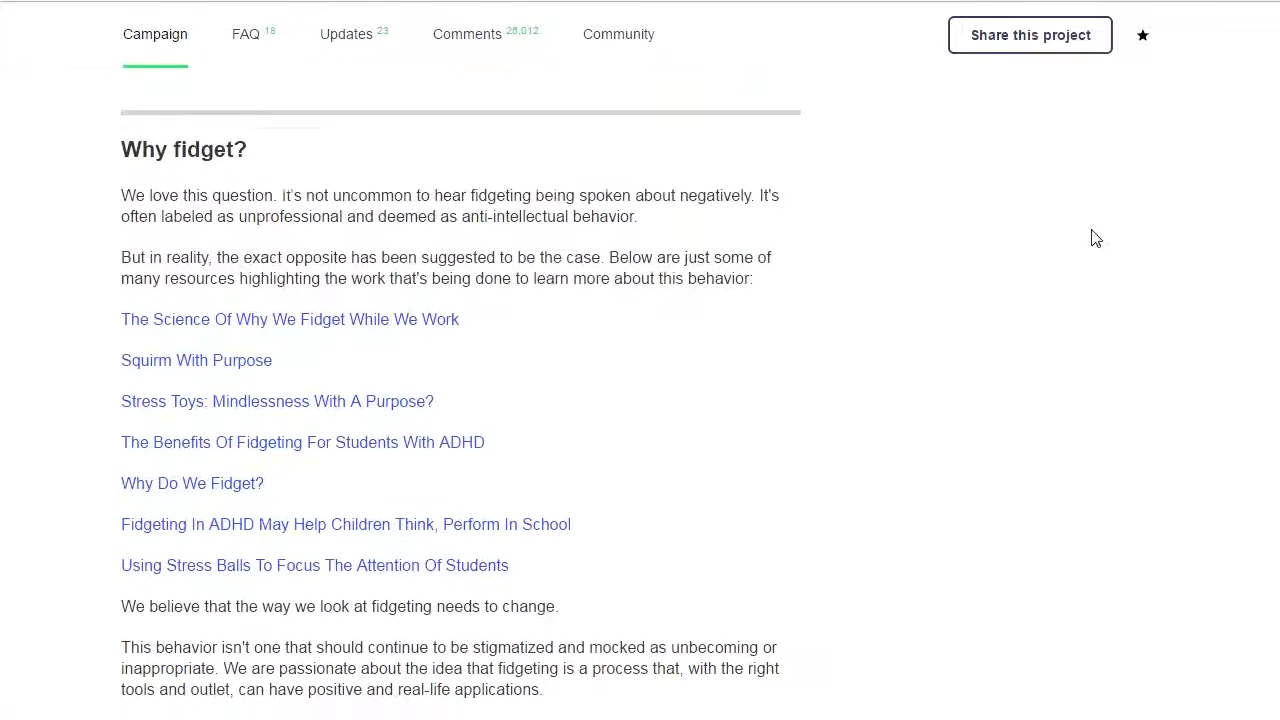 Campaign FAQ 18 Updates 23 Comments 26,012 Community Share this project
Why fidget?
We love this question. It's not uncommon to hear fidgeting being spoken about negatively. It's
often labeled as unprofessional and deemed as anti-intellectual behavior.
But in reality, the exact opposite has been suggested to be the case. Below are just some of
many resources highlighting the work that's being done to learn more about this behavior:
The Science Of Why We Fidget While We Work
Squirm With Purpose
Stress Toys: Mindlessness With A Purpose?
The Benefits Of Fidgeting For Students With ADHD
Why Do We Fidget?
Fidgeting In ADHD May Help Children Think, Perform In School
Using Stress Balls To Focus The Attention Of Students
We believe that the way we look at fidgeting needs to change.
This behavior isn't one that should continue to be stigmatized and mocked as unbecoming or
inappropriate. We are passionate about the idea that fidgeting is a process that, with the right
tools and outlet, can have positive and real-life applications.